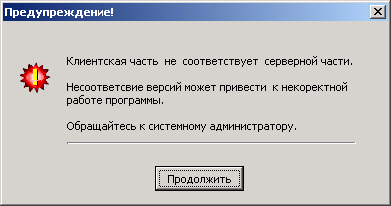 Предупреждение!
Клиентская часть не соответствует серверной части.
Несоответсвие версий может привести к некоректной
работе программы.
Обращайтесь к системному администратору.
Продолжить